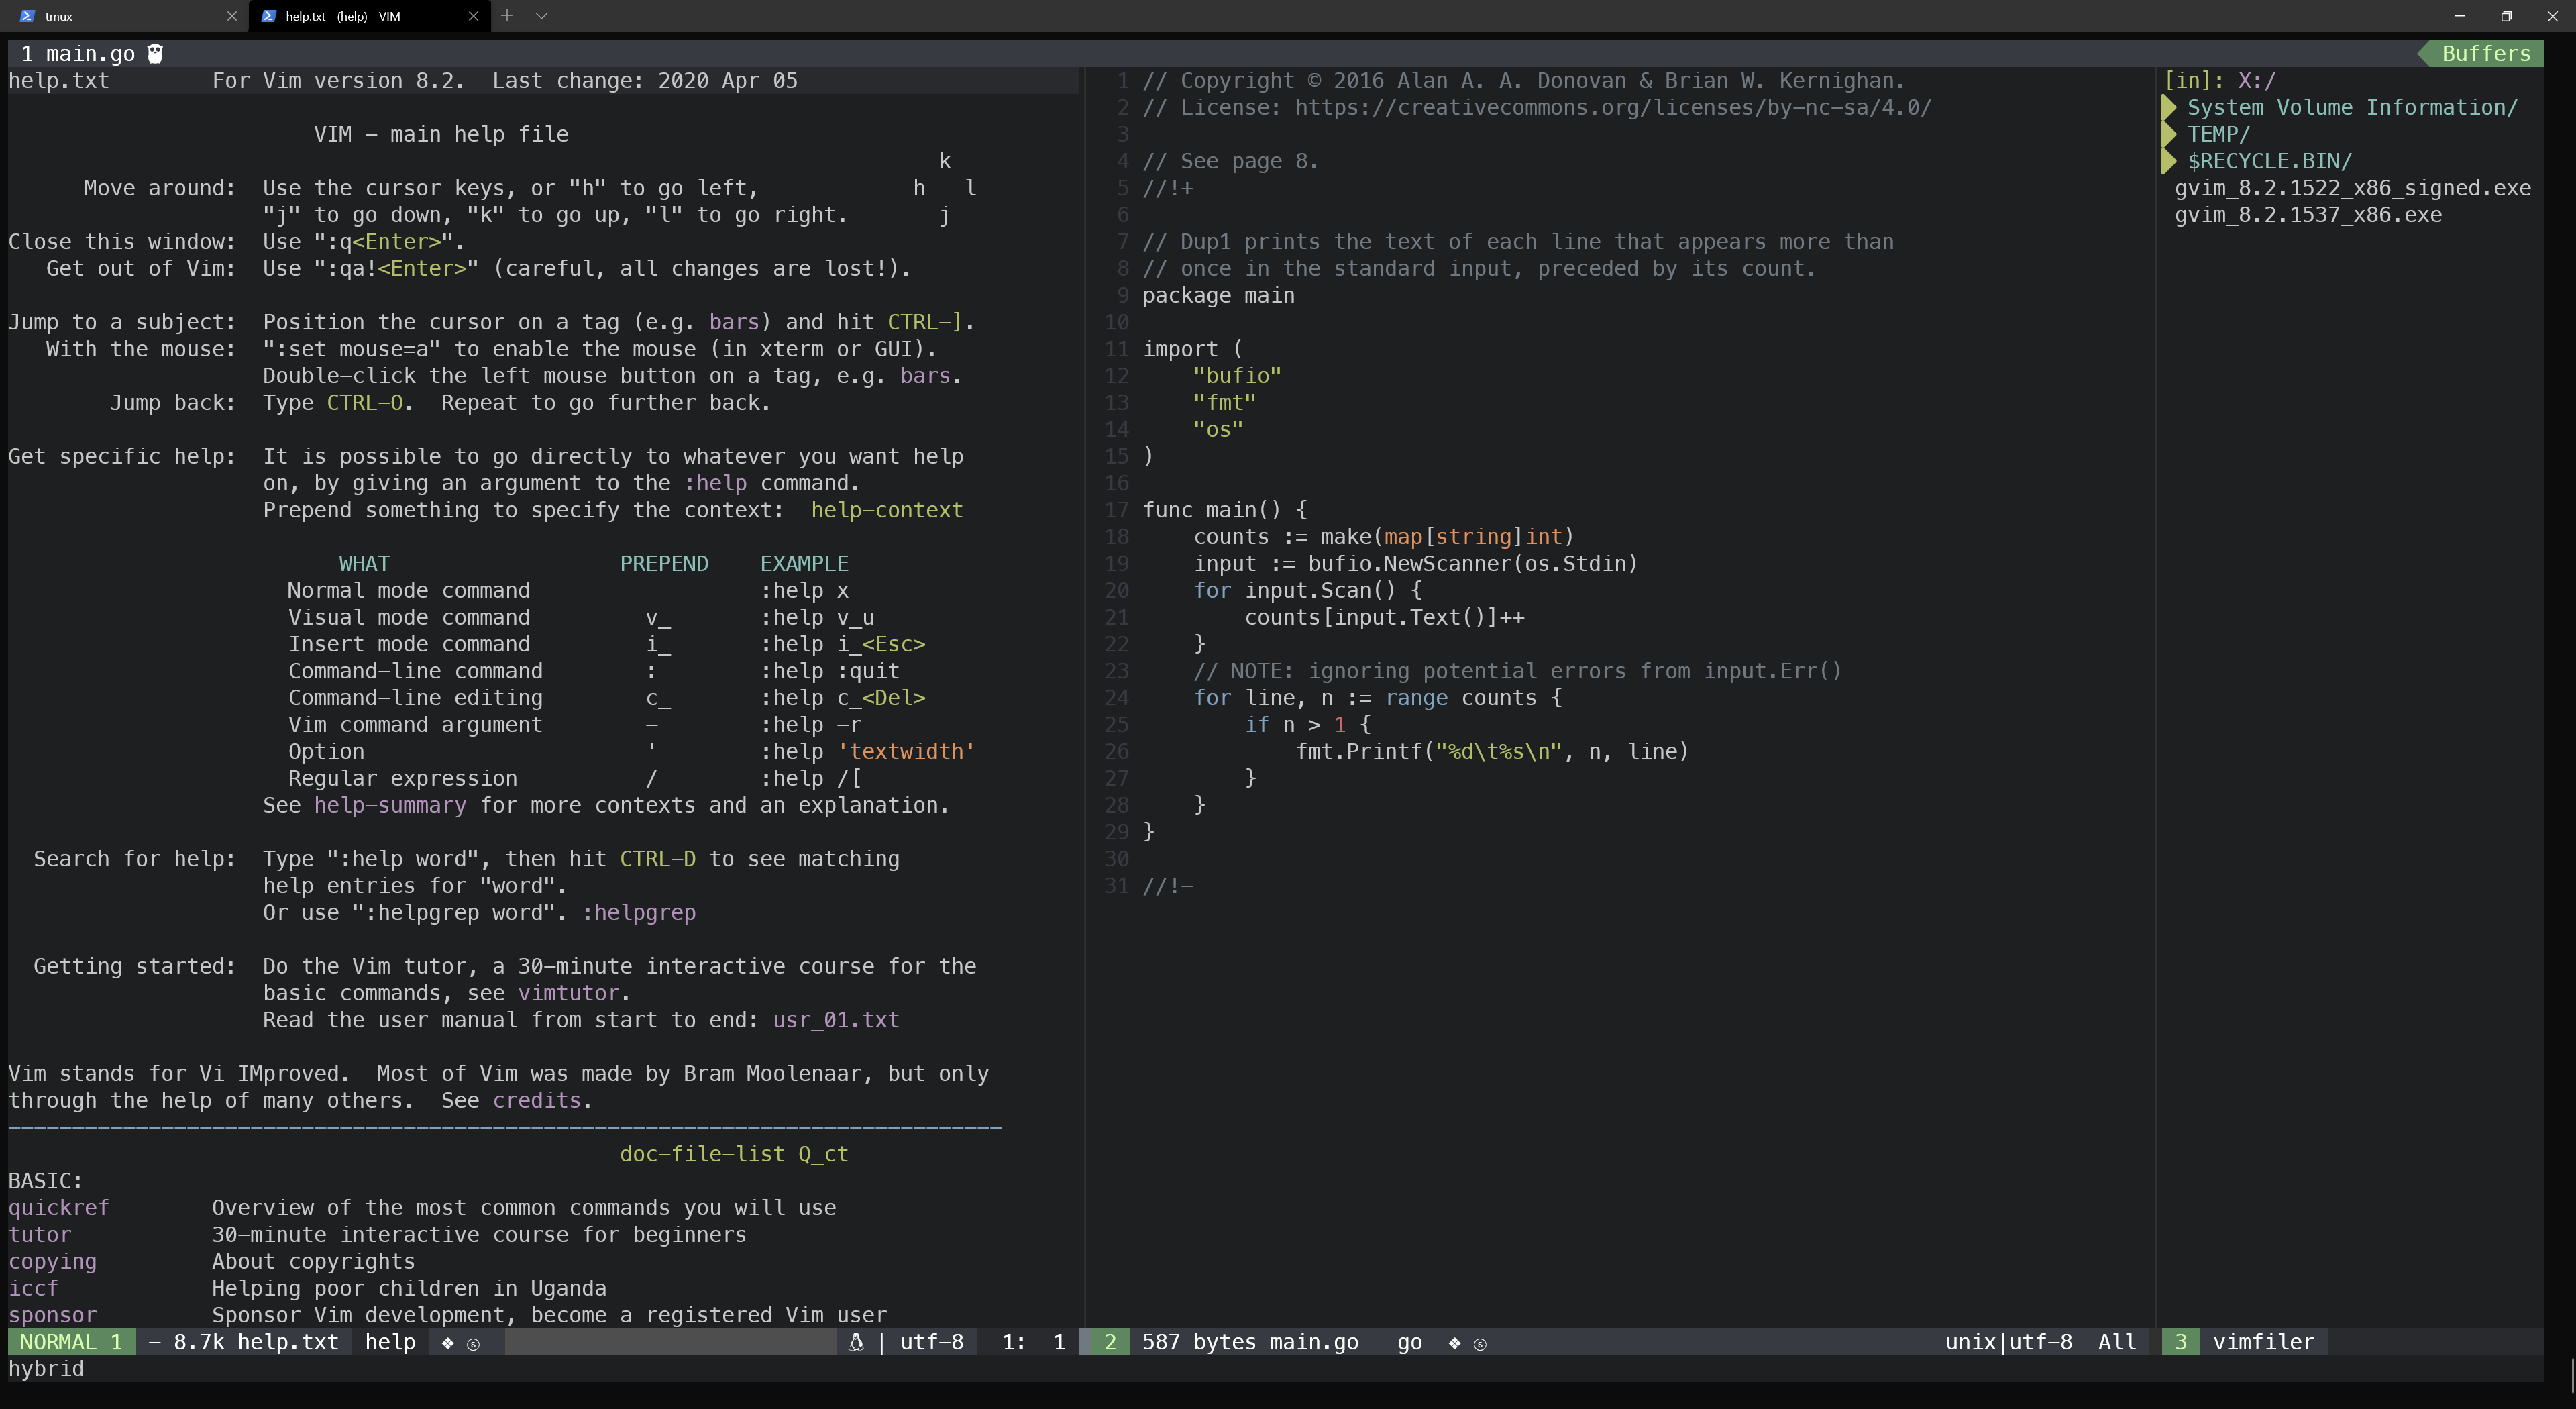 tmux
help.txt - (help) - VIM
1 main.go
Buffers
help.txt        For Vim version 8.2.  Last change: 2020 Apr 05
VIM - main help file
k
Move around:  Use the cursor keys, or "h" to go left,            h   l
"j" to go down, "k" to go up, "l" to go right.       j
Close this window:  Use ":q<Enter>".
Get out of Vim:  Use ":qa!<Enter>" (careful, all changes are lost!).
Jump to a subject:  Position the cursor on a tag (e.g. bars) and hit CTRL-].
With the mouse:  ":set mouse=a" to enable the mouse (in xterm or GUI).
Double-click the left mouse button on a tag, e.g. bars.
Jump back:  Type CTRL-O.  Repeat to go further back.
Get specific help:  It is possible to go directly to whatever you want help
on, by giving an argument to the :help command.
Prepend something to specify the context:  help-context
WHAT                  PREPEND    EXAMPLE
Normal mode command                  :help x
Visual mode command         v_       :help v_u
Insert mode command         i_       :help i_<Esc>
Command-line command        :        :help :quit
Command-line editing        c_       :help c_<Del>
Vim command argument        -        :help -r
Option                      '        :help 'textwidth'
Regular expression          /        :help /[
See help-summary for more contexts and an explanation.
Search for help:  Type ":help word", then hit CTRL-D to see matching
help entries for "word".
Or use ":helpgrep word". :helpgrep
Getting started:  Do the Vim tutor, a 30-minute interactive course for the
basic commands, see vimtutor.
Read the user manual from start to end: usr_01.txt
Vim stands for Vi IMproved.  Most of Vim was made by Bram Moolenaar, but only
through the help of many others.  See credits.
------------------------------------------------------------------------------
doc-file-list Q_ct
BASIC:
quickref        Overview of the most common commands you will use
tutor           30-minute interactive course for beginners
copying         About copyrights
iccf            Helping poor children in Uganda
sponsor         Sponsor Vim development, become a registered Vim user
1 // Copyright © 2016 Alan A. A. Donovan & Brian W. Kernighan.
2 // License: https://creativecommons.org/licenses/by-nc-sa/4.0/
3
4 // See page 8.
5 //!+
6
7 // Dup1 prints the text of each line that appears more than
8 // once in the standard input, preceded by its count.
9 package main
10
11 import (
12     "bufio"
13     "fmt"
14     "os"
15 )
16
17 func main() {
18     counts := make(map[string]int)
19     input := bufio.NewScanner(os.Stdin)
20     for input.Scan() {
21         counts[input.Text()]++
22     }
23     // NOTE: ignoring potential errors from input.Err()
24     for line, n := range counts {
25         if n > 1 {
26             fmt.Printf("%d\t%s\n", n, line)
27         }
28     }
29 }
30
31 //!-
[in]: X:/
System Volume Information/
TEMP/
$RECYCLE.BIN/
gvim_8.2.1522_x86_signed.exe
gvim_8.2.1537_x86.exe
NORMAL 1  - 8.7k help.txt  help  ❖ ⓢ  | utf-8   1:  1
2  587 bytes main.go   go  ❖ ⓢ  unix|utf-8  All
3  vimfiler
hybrid